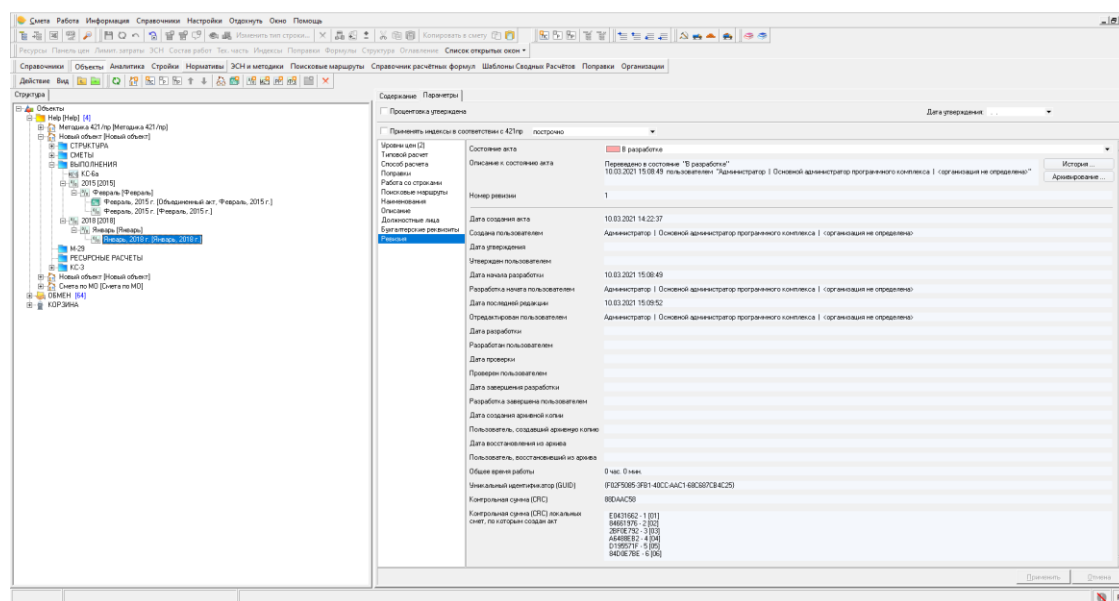 Смета Работа Информация Справочники Настройки Отдохнуть Окно Помощь
Изменить тип строки... Копировать в смету
Ресурсы Панель цен Лимит. затраты ЭСН Состав работ Тех. часть Индексы Поправки Формулы Структура Оглавление Список открытых окон
Справочники Объекты Аналитика Стройки Нормативы ЭСН и методики Поисковые маршруты Справочник расчётных формул Шаблоны Сводных Расчётов Поправки Организации
Действие Вид
Структура
Объекты
Help [Help] [4]
Методика 421/пр [Методика 421/пр]
Новый объект [Новый объект]
СТРУКТУРА
СМЕТЫ
ВЫПОЛНЕНИЯ
КС-6а
2015 [2015]
Февраль [Февраль]
Февраль, 2015 г. [Объединенный акт, Февраль, 2015 г.]
Февраль, 2015 г. [Февраль, 2015 г.]
2018 [2018]
Январь [Январь]
Январь, 2018 г. [Январь, 2018 г.]
М-29
РЕСУРСНЫЕ РАСЧЕТЫ
КС-3
Новый объект [Новый объект]
Смета по МО [Смета по МО]
ОБМЕН [64]
КОРЗИНА
Содержание Параметры
Процентовка утверждена Дата утверждения . .
Применять индексы в соответствии с 421пр построчно
Уровни цен [2]
Типовой расчет
Способ расчета
Поправки
Работа со строками
Поисковые маршруты
Наименования
Описание
Должностные лица
Бухгалтерские реквизиты
Ревизия
Состояние акта В разработке
Описание к состоянию акта Переведено в состояние "В разработке"
10.03.2021 15:08:49 пользователем "Администратор | Основной администратор программного комплекса | <организация не определена>"
История...
Архивирование...
Номер ревизии 1
Дата создания акта 10.03.2021 14:22:37
Создана пользователем Администратор | Основной администратор программного комплекса | <организация не определена>
Дата утверждения
Утвержден пользователем
Дата начала разработки 10.03.2021 15:08:49
Разработка начата пользователем Администратор | Основной администратор программного комплекса | <организация не определена>
Дата последней редакции 10.03.2021 15:09:52
Отредактирован пользователем Администратор | Основной администратор программного комплекса | <организация не определена>
Дата разработки
Разработан пользователем
Дата проверки
Проверен пользователем
Дата завершения разработки
Разработка завершена пользователем
Дата создания архивной копии
Пользователь, создавший архивную копию
Дата восстановления из архива
Пользователь, восстановивший из архива
Общее время работы 0 час. 0 мин.
Уникальный идентификатор (GUID) {F02F5085-3FB1-40CC-AAC1-68C687CB4C25}
Контрольная сумма (CRC) 88DAAC58
Контрольная сумма (CRC) локальных
смет, по которым создан акт
E0431662 - 1 [01]
84661976 - 2 [02]
2BF0E792 - 3 [03]
A6488EB2 - 4 [04]
D195571F - 5 [05]
84D0E7BE - 6 [06]
Применить Отмена